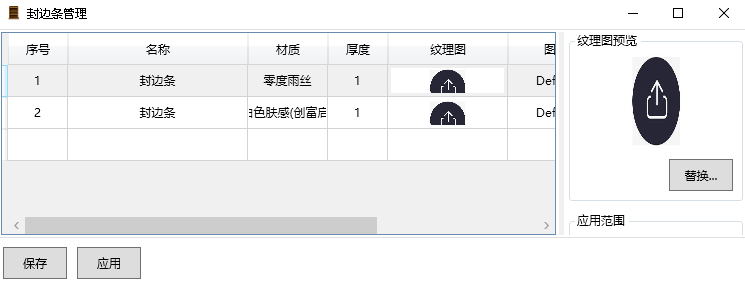 封边条管理
序号 名称 材质 厚度 纹理图 图
1 封边条 零度雨丝 1 Def
2 封边条 色肤感(创富 1 Def
纹理图预览
替换...
应用范围
保存 应用